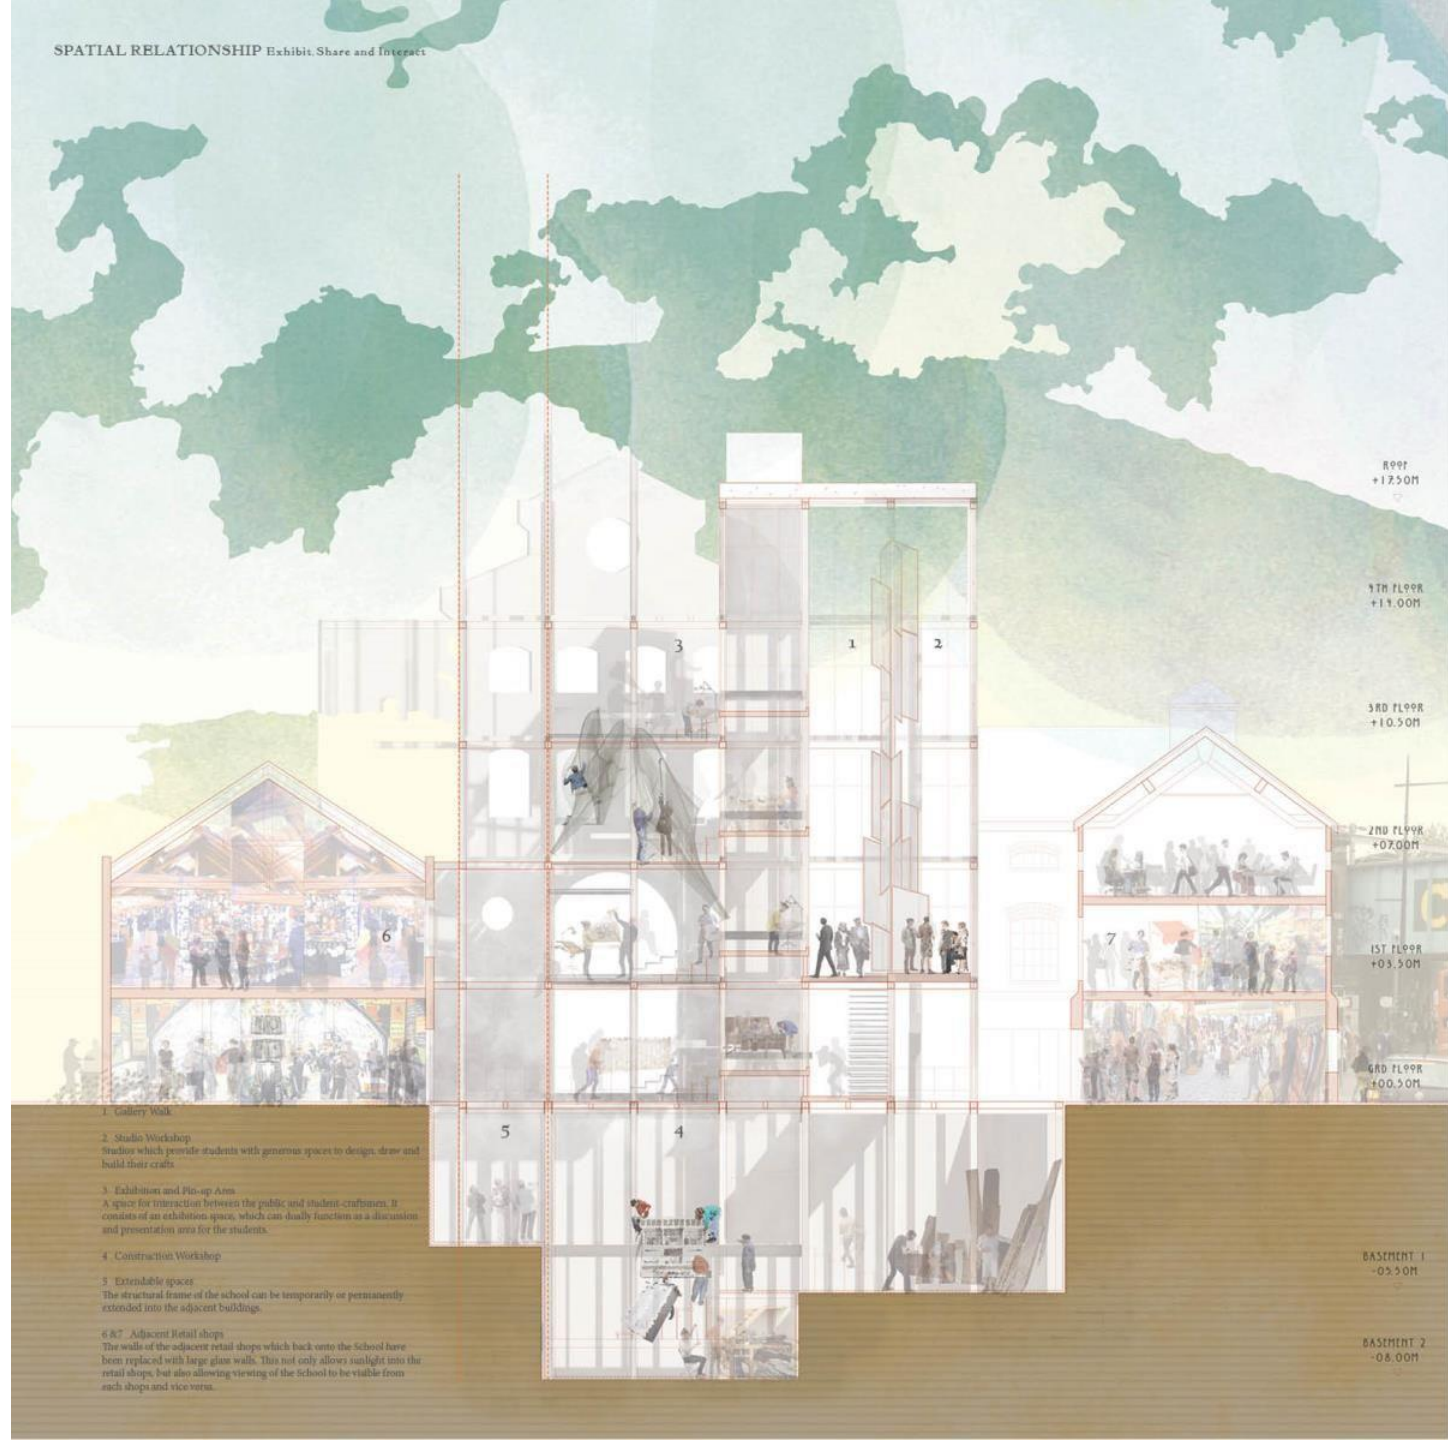 SPATIAL RELATIONSHIP Exhibit, Share and Interact
ROOF
+17.50M
4TH FLOOR
+14.00M
3
1
2
3RD FLOOR
+10.50M
2ND FLOOR
+07.00M
6
7
1ST FLOOR
+03.50M
GRD FLOOR
+00.50M
5
4
1 Gallery Walk
2 Studio Workshop
Studios which provide students with generous spaces to design, draw and
build their crafts
3 Exhibition and Pin-up Area
A space for interaction between the public and student-craftsmen. It
consists of an exhibition space, which can dually function as a discussion
and presentation area for the students.
4 Construction Workshop
5 Extendable spaces
The structural frame of the school can be temporarily or permanently
extended into the adjacent buildings.
6 &7 Adjacent Retail shops
The walls of the adjacent retail shops which back onto the School have
been replaced with large glass walls. This not only allows sunlight into the
retail shops, but also allowing viewing of the School to be visible from
each shops and vice versa.
BASEMENT 1
-05.50M
BASEMENT 2
-08.00M